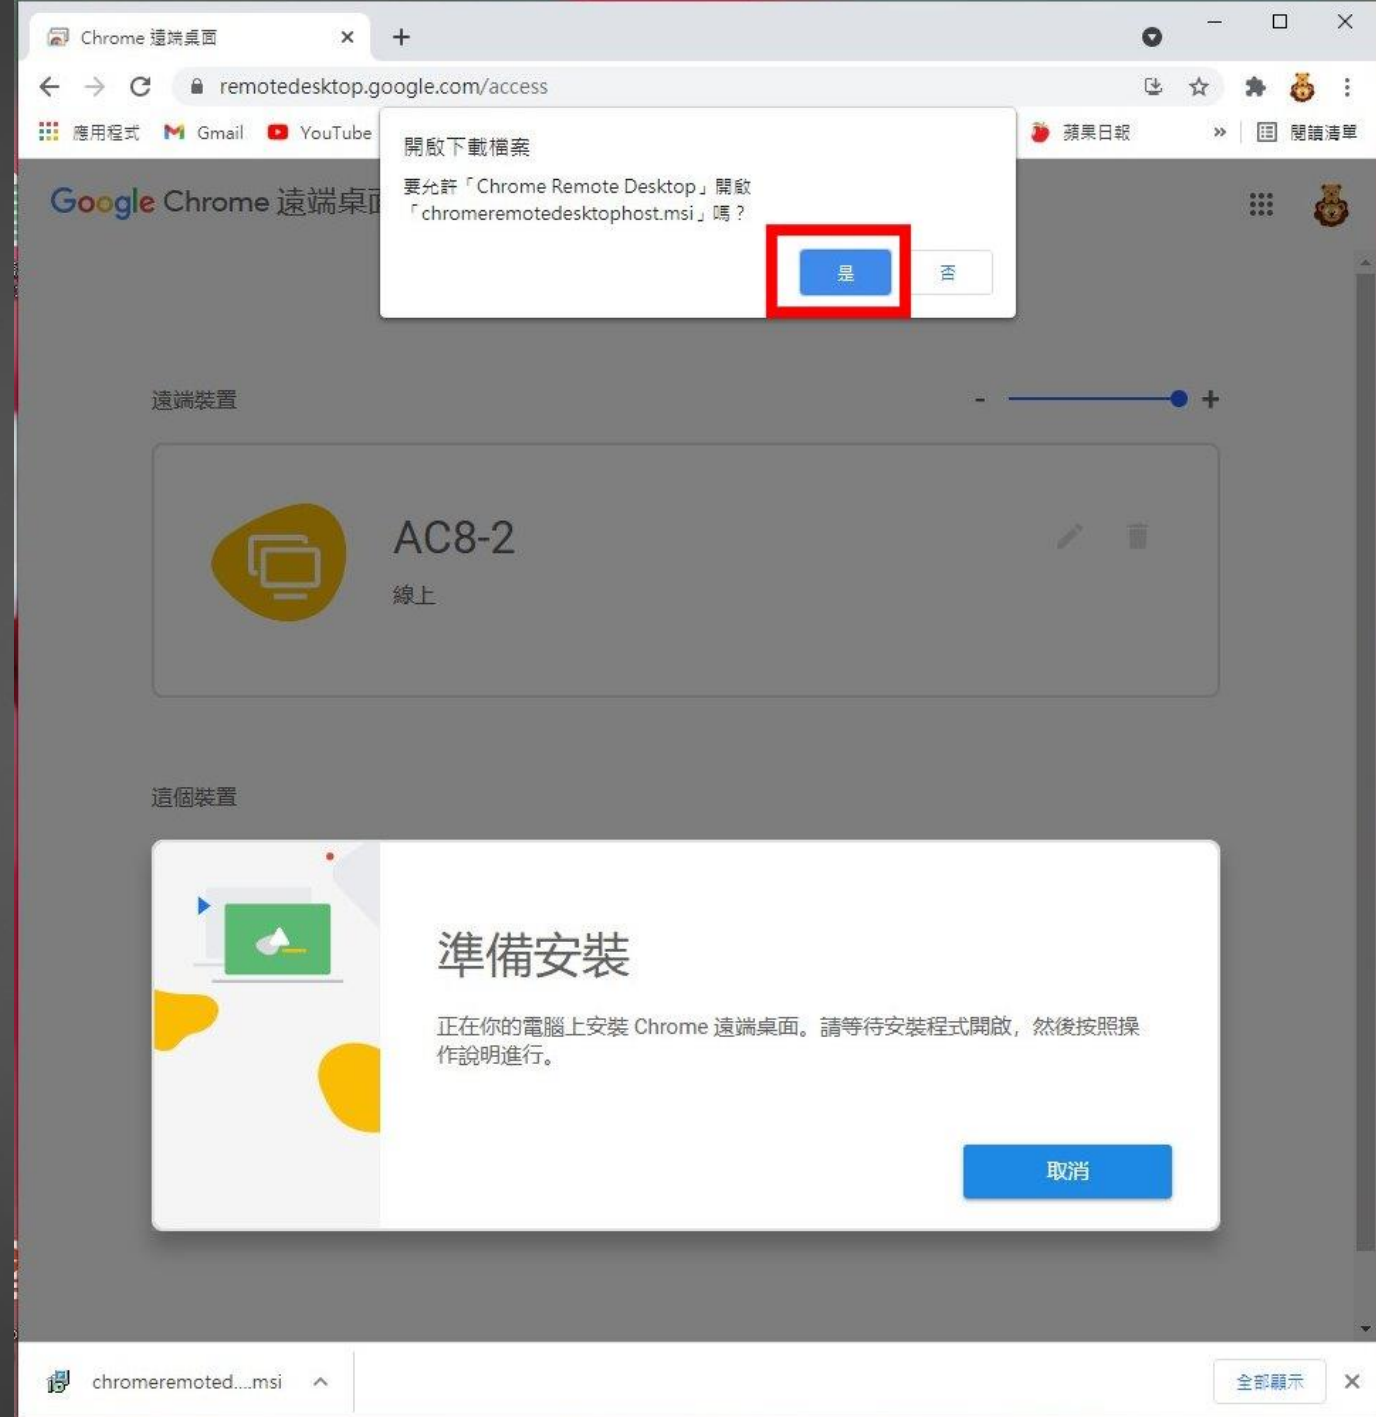 Chrome 遠端桌面
remotedesktop.google.com/access
應用程式 Gmail YouTube 蘋果日報 » 閱讀清單
開啟下載檔案
要允許「Chrome Remote Desktop」開啟
「chromeremotedesktophost.msi」嗎？
是 否
Google Chrome 遠端桌面
遠端裝置
- +
AC8-2
線上
這個裝置
準備安裝
正在你的電腦上安裝 Chrome 遠端桌面。請等待安裝程式開啟，然後按照操
作說明進行。
取消
chromeremoted....msi
全部顯示